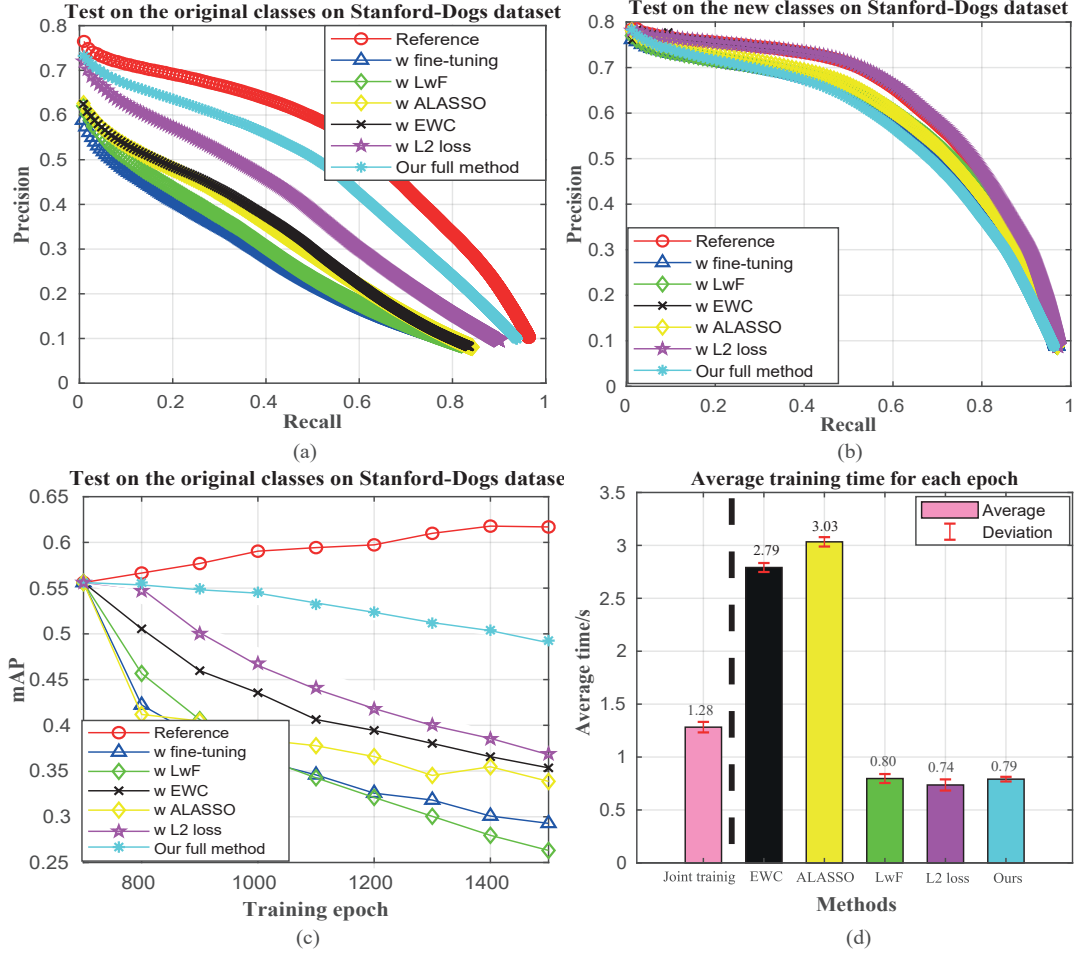 Test on the original classes on Stanford-Dogs dataset
0.8
0.7
0.6
0.5
0.4
0.3
0.2
0.1
0
Precision
Reference
w fine-tuning
w LwF
w ALASSO
w EWC
w L2 loss
Our full method
0
0.2
0.4
0.6
0.8
1
Recall
(a)
Test on the new classes on Stanford-Dogs dataset
0.8
0.7
0.6
0.5
0.4
0.3
0.2
0.1
0
Precision
Reference
w fine-tuning
w LwF
w EWC
w ALASSO
w L2 loss
Our full method
0
0.2
0.4
0.6
0.8
1
Recall
(b)
Test on the original classes on Stanford-Dogs datase
0.65
0.6
0.55
0.5
0.45
0.4
0.35
0.3
0.25
mAP
Reference
w fine-tuning
w LwF
w EWC
w ALASSO
w L2 loss
Our full method
800
1000
1200
1400
Training epoch
(c)
Average training time for each epoch
3.5
3
2.5
2
1.5
1
0.5
0
Average time/s
Average
Deviation
1.28
2.79
3.03
0.80
0.74
0.79
Joint trainig
EWC
ALASSO
LwF
L2 loss
Ours
Methods
(d)